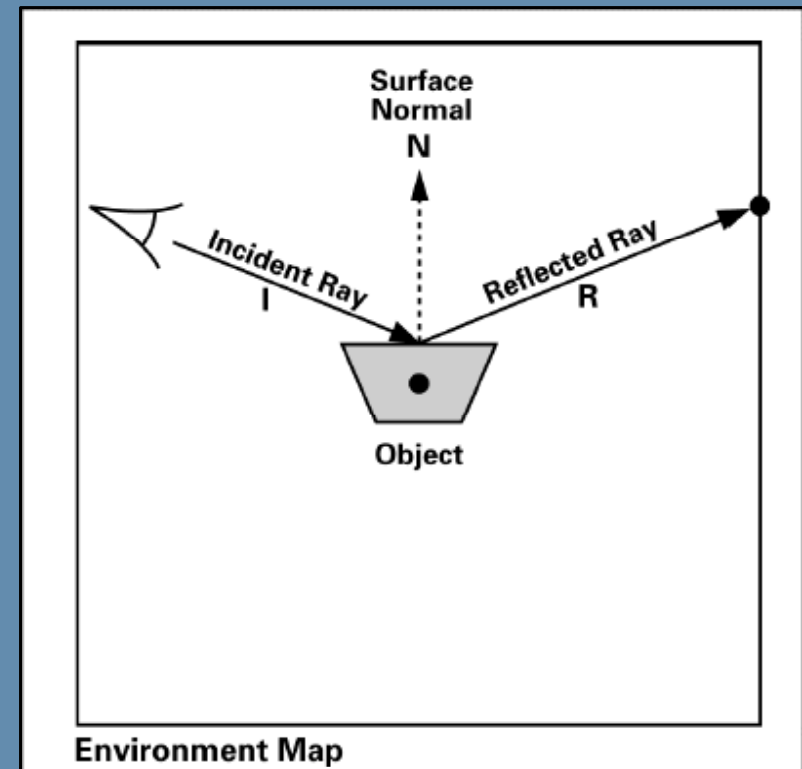 Surface
Normal
N
Incident Ray
I
Reflected Ray
R
Object
Environment Map